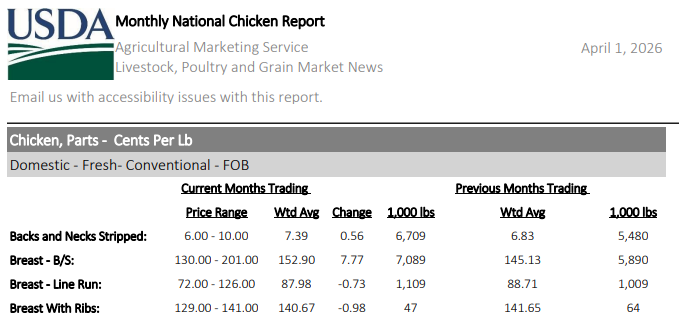 USDA
Monthly National Chicken Report
Agricultural Marketing Service
April 1, 2026
Livestock, Poultry and Grain Market News
Email us with accessibility issues with this report.
Chicken, Parts - Cents Per Lb
Domestic - Fresh- Conventional - FOB
Current Months Trading Previous Months Trading
Price Range Wtd Avg Change 1,000 lbs Wtd Avg 1,000 lbs
Backs and Necks Stripped: 6.00 - 10.00 7.39 0.56 6,709 6.83 5,480
Breast - B/S: 130.00 - 201.00 152.90 7.77 7,089 145.13 5,890
Breast - Line Run: 72.00 - 126.00 87.98 -0.73 1,109 88.71 1,009
Breast With Ribs: 129.00 - 141.00 140.67 -0.98 47 141.65 64